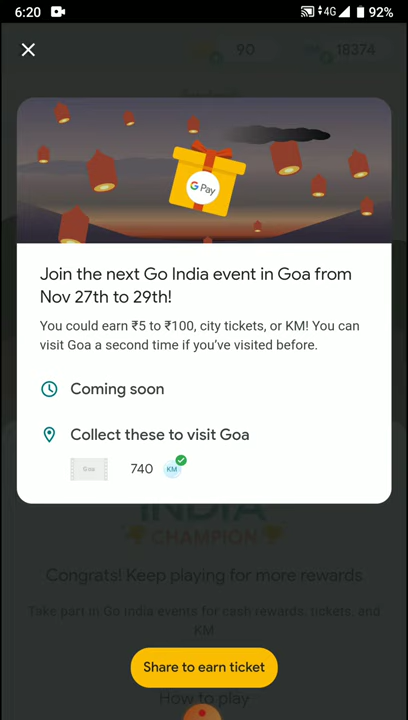 6:20 4G 92%
90 18374
G Pay
Join the next Go India event in Goa from
Nov 27th to 29th!
You could earn ₹5 to ₹100, city tickets, or KM! You can
visit Goa a second time if you've visited before.
Coming soon
Collect these to visit Goa
Goa 740 KM
INDIA
CHAMPION
Congrats! Keep playing for more rewards
Take part in Go India events for cash rewards, tickets, and
KM
Share to earn ticket
How to play